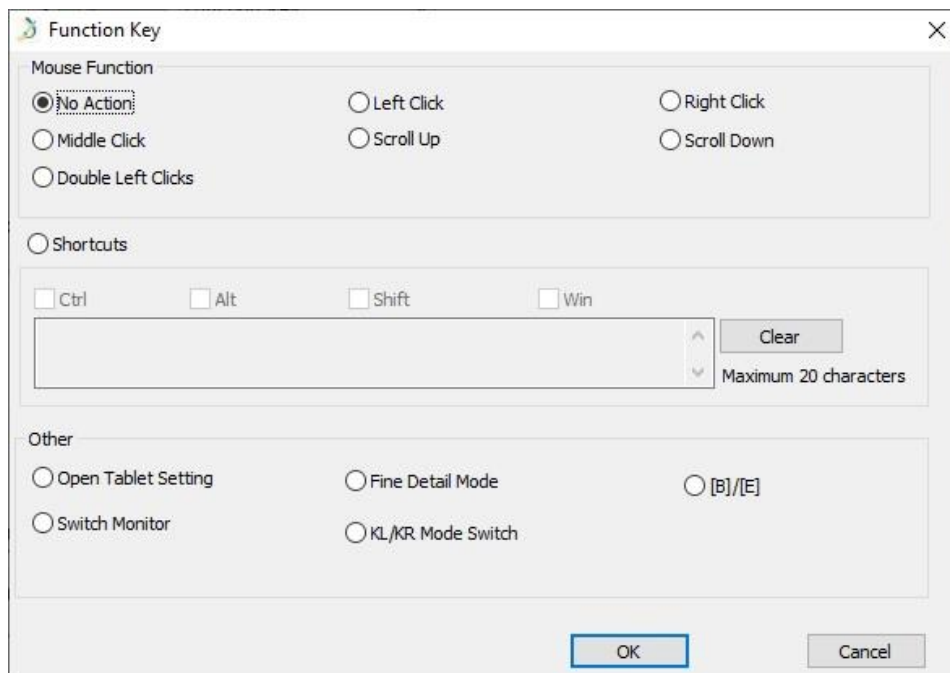 Function Key
Mouse Function
No Action Left Click Right Click
Middle Click Scroll Up Scroll Down
Double Left Clicks
Shortcuts
Ctrl Alt Shift Win
Clear
Maximum 20 characters
Other
Open Tablet Setting Fine Detail Mode [B]/[E]
Switch Monitor KL/KR Mode Switch
OK Cancel